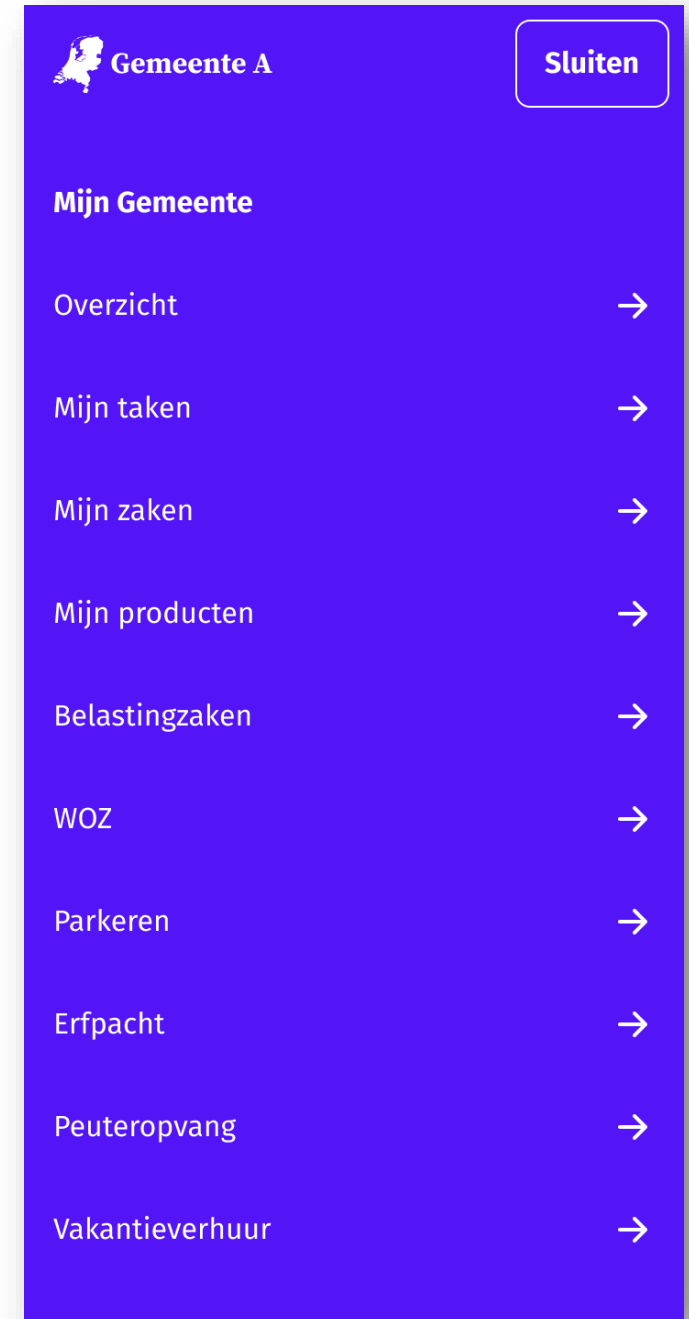 Gemeente A
Sluiten
Mijn Gemeente
Overzicht
Mijn taken
Mijn zaken
Mijn producten
Belastingzaken
WOZ
Parkeren
Erfpacht
Peuteropvang
Vakantieverhuur